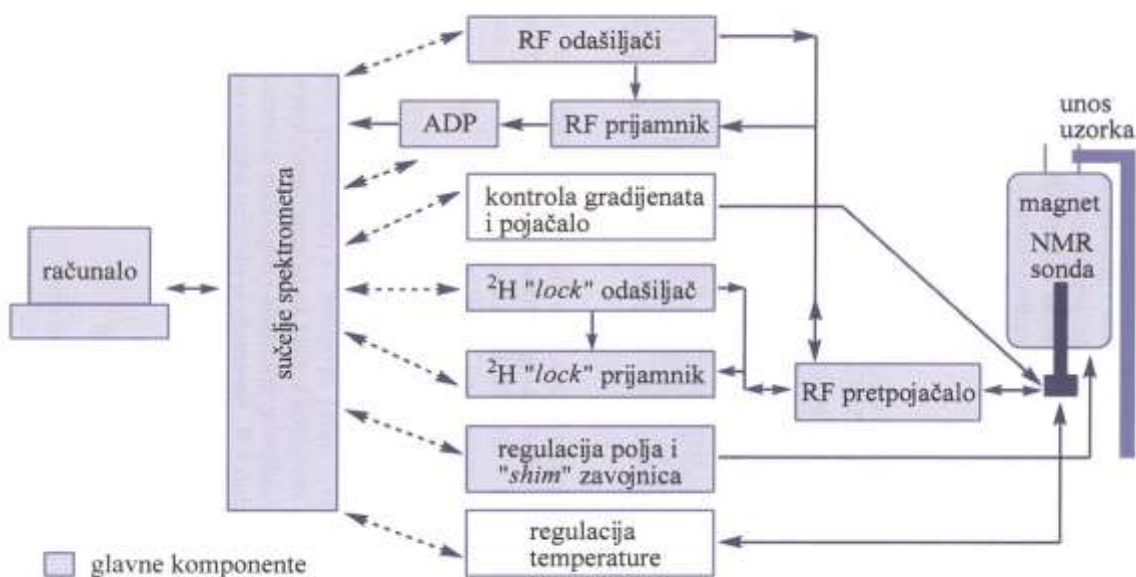 RF odašiljači
ADP
RF prijamnik
unos
uzorka
kontrola gradijenata
i pojačalo
magnet
NMR
sonda
računalo
sučelje spektrometra
²H "lock" odašiljač
²H "lock" prijamnik
RF pretpojačalo
regulacija polja i
"shim" zavojnica
regulacija
temperature
glavne komponente